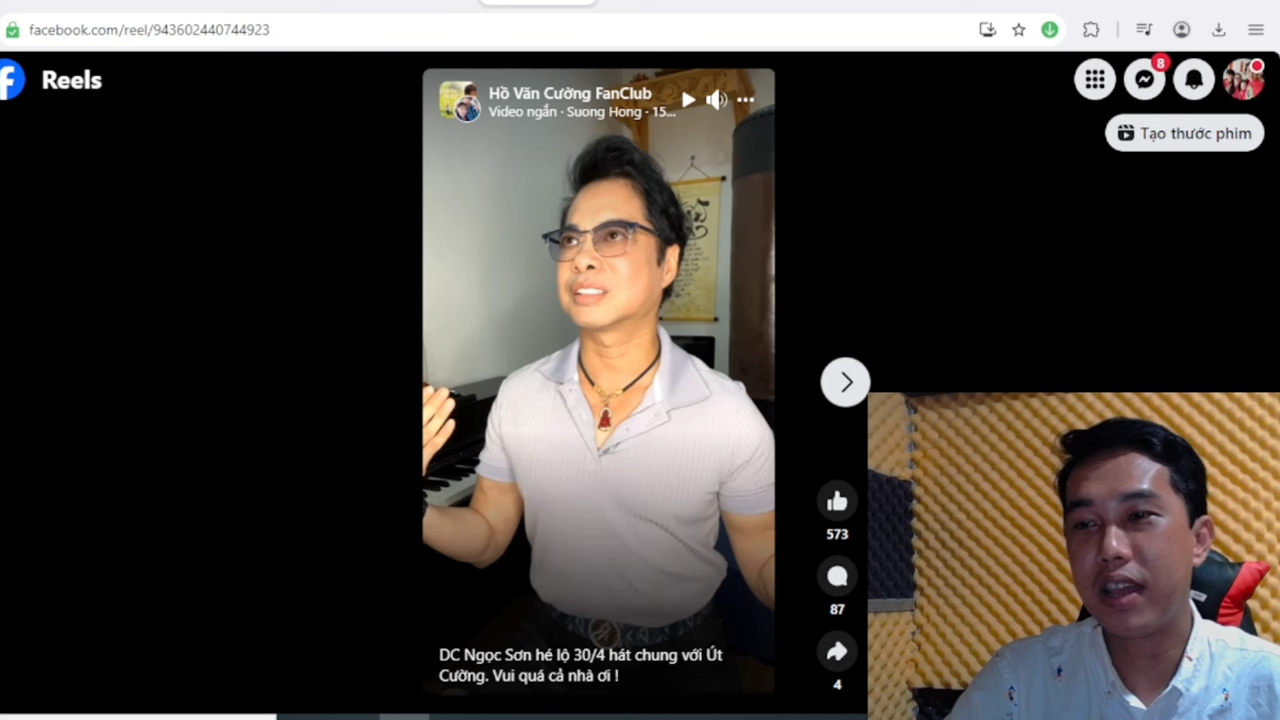 facebook.com/reel/943602440744923
Reels
Hồ Văn Cường FanClub
Video ngắn · Suong Hong · 15...
8
Tạo thước phim
573
87
4
DC Ngọc Sơn hé lộ 30/4 hát chung với Út
Cường. Vui quá cả nhà ơi !